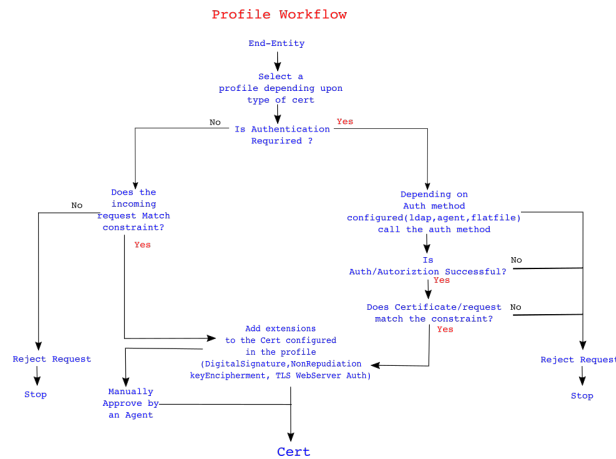 Profile Workflow
End-Entity
Select a
profile depending upon
type of cert
No
Yes
Is Authentication
Requrired ?
Does the
incoming
request Match
constraint?
No
Yes
Depending on
Auth method
configured(ldap,agent,flatfile)
call the auth method
Is
Auth/Autoriztion Successful?
No
Yes
Does Certificate/request
match the constraint?
No
Yes
Add extensions
to the Cert configured
in the profile
(DigitalSignature,NonRepudiation
keyEncipherment, TLS WebServer Auth)
Reject Request
Stop
Reject Request
Stop
Manually
Approve by
an Agent
Cert